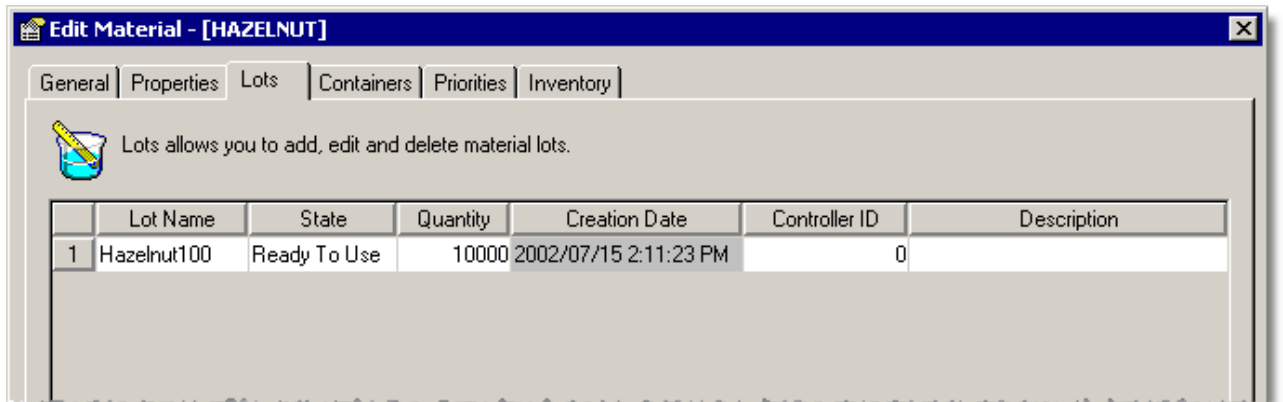 Edit Material - [HAZELNUT]
General Properties Lots Containers Priorities Inventory
Lots allows you to add, edit and delete material lots.
Lot Name State Quantity Creation Date Controller ID Description
1 Hazelnut100 Ready To Use 10000 2002/07/15 2:11:23 PM 0